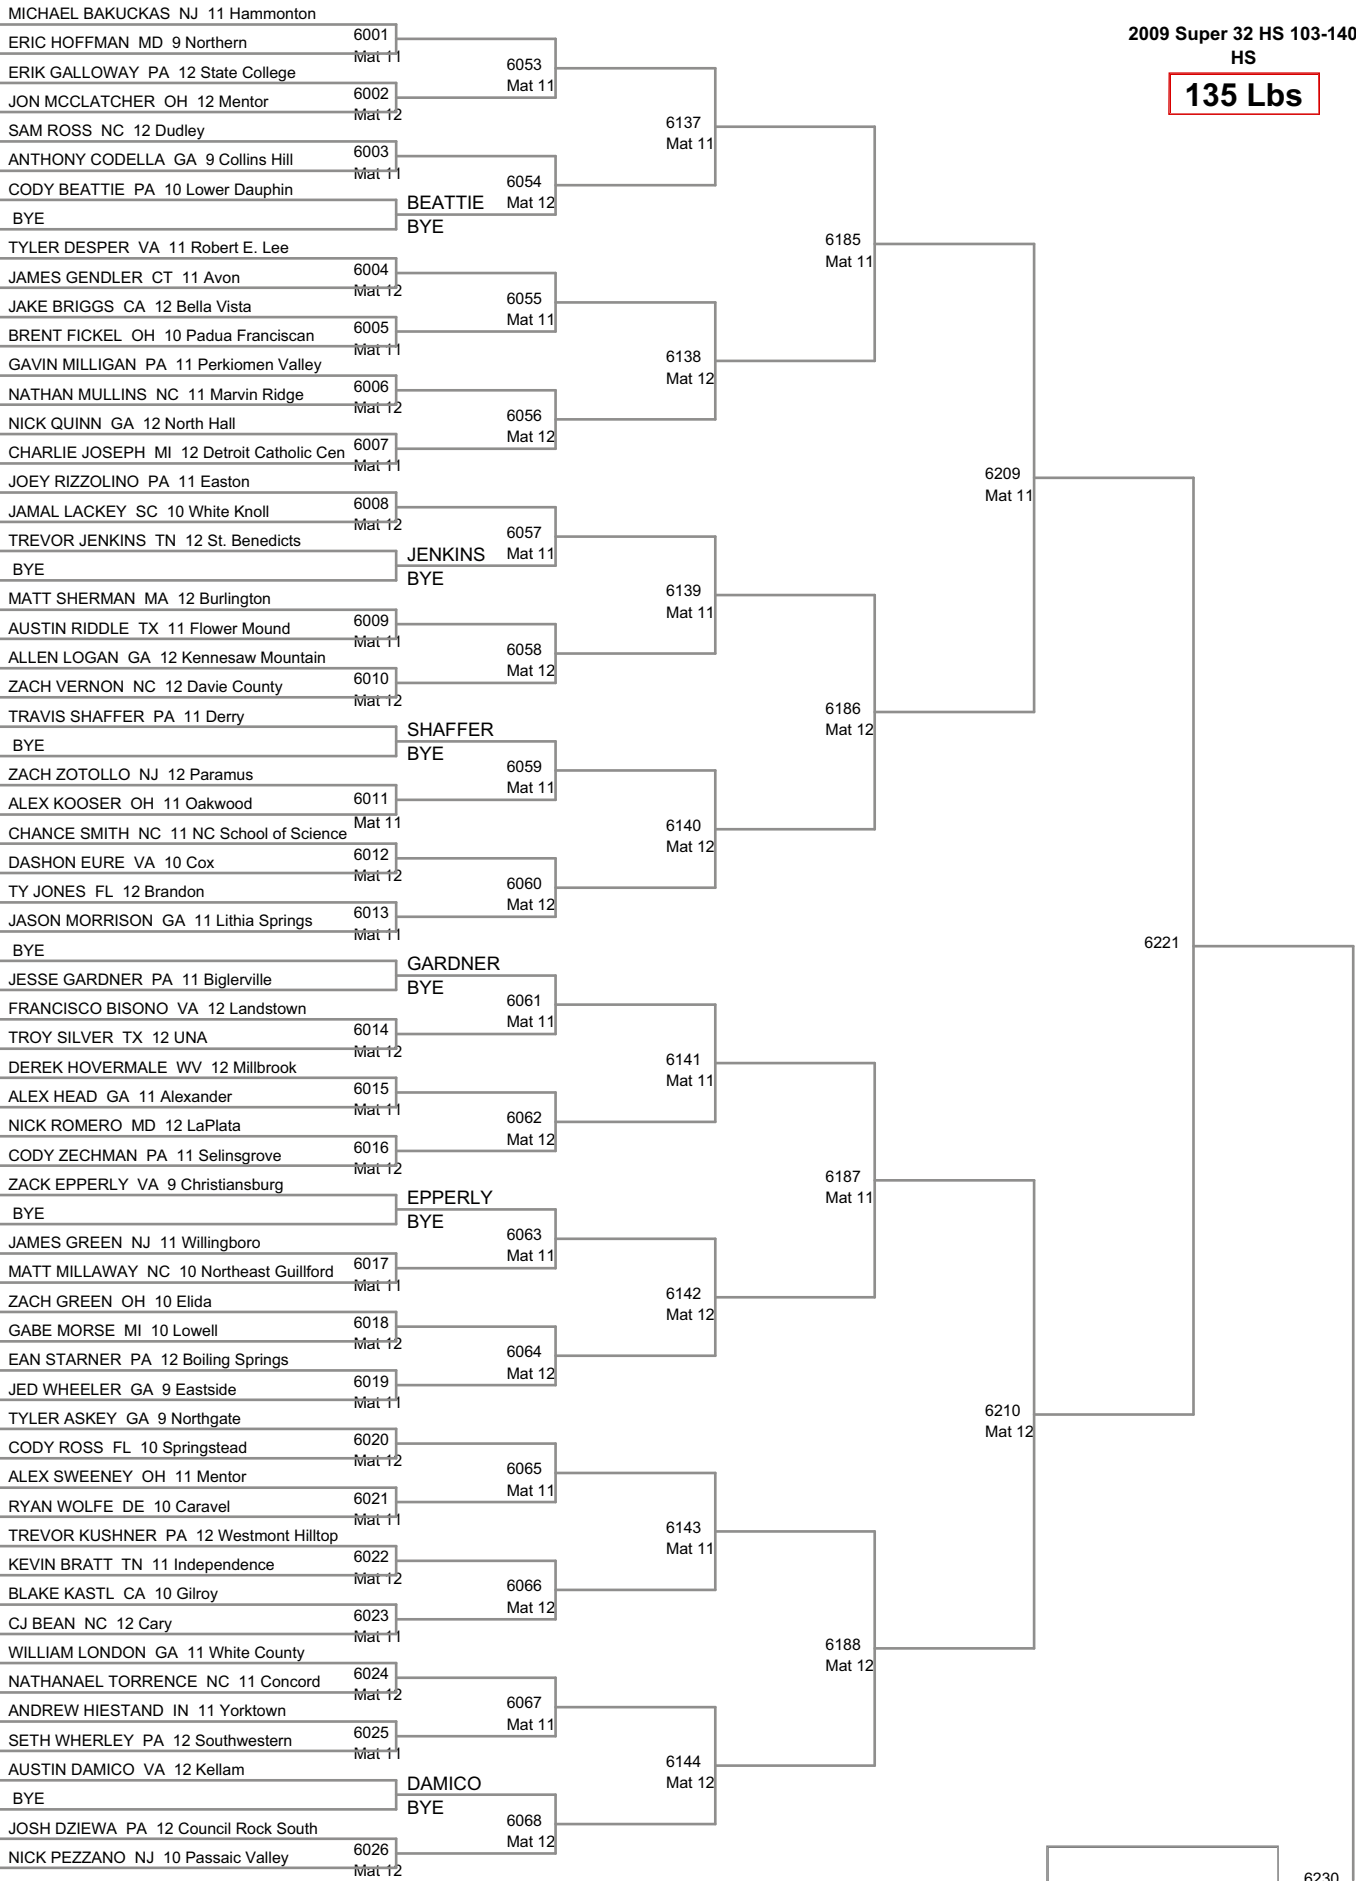 2009 Super 32 HS 103-140
HS
135 Lbs
MICHAEL BAKUCKAS NJ 11 Hammonton
ERIC HOFFMAN MD 9 Northern
6001
Mat 11
ERIK GALLOWAY PA 12 State College
JON MCCLATCHER OH 12 Mentor
6002
Mat 12
SAM ROSS NC 12 Dudley
ANTHONY CODELLA GA 9 Collins Hill
6003
Mat 11
CODY BEATTIE PA 10 Lower Dauphin
BYE
TYLER DESPER VA 11 Robert E. Lee
JAMES GENDLER CT 11 Avon
6004
Mat 12
JAKE BRIGGS CA 12 Bella Vista
BRENT FICKEL OH 10 Padua Franciscan
6005
Mat 11
GAVIN MILLIGAN PA 11 Perkiomen Valley
NATHAN MULLINS NC 11 Marvin Ridge
6006
Mat 12
NICK QUINN GA 12 North Hall
CHARLIE JOSEPH MI 12 Detroit Catholic Cen
6007
Mat 11
JOEY RIZZOLINO PA 11 Easton
JAMAL LACKEY SC 10 White Knoll
6008
Mat 12
TREVOR JENKINS TN 12 St. Benedicts
BYE
MATT SHERMAN MA 12 Burlington
AUSTIN RIDDLE TX 11 Flower Mound
6009
Mat 11
ALLEN LOGAN GA 12 Kennesaw Mountain
ZACH VERNON NC 12 Davie County
6010
Mat 12
TRAVIS SHAFFER PA 11 Derry
BYE
ZACH ZOTOLLO NJ 12 Paramus
ALEX KOOSER OH 11 Oakwood
6011
Mat 11
CHANCE SMITH NC 11 NC School of Science
DASHON EURE VA 10 Cox
6012
Mat 12
TY JONES FL 12 Brandon
JASON MORRISON GA 11 Lithia Springs
6013
Mat 11
BYE
JESSE GARDNER PA 11 Biglerville
FRANCISCO BISONO VA 12 Landstown
TROY SILVER TX 12 UNA
6014
Mat 12
DEREK HOVERMALE WV 12 Millbrook
ALEX HEAD GA 11 Alexander
6015
Mat 11
NICK ROMERO MD 12 LaPlata
CODY ZECHMAN PA 11 Selinsgrove
6016
Mat 12
ZACK EPPERLY VA 9 Christiansburg
BYE
JAMES GREEN NJ 11 Willingboro
MATT MILLAWAY NC 10 Northeast Guillford
6017
Mat 11
ZACH GREEN OH 10 Elida
GABE MORSE MI 10 Lowell
6018
Mat 12
EAN STARNER PA 12 Boiling Springs
JED WHEELER GA 9 Eastside
6019
Mat 11
TYLER ASKEY GA 9 Northgate
CODY ROSS FL 10 Springstead
6020
Mat 12
ALEX SWEENEY OH 11 Mentor
RYAN WOLFE DE 10 Caravel
6021
Mat 11
TREVOR KUSHNER PA 12 Westmont Hilltop
KEVIN BRATT TN 11 Independence
6022
Mat 12
BLAKE KASTL CA 10 Gilroy
CJ BEAN NC 12 Cary
6023
Mat 11
WILLIAM LONDON GA 11 White County
NATHANAEL TORRENCE NC 11 Concord
6024
Mat 12
ANDREW HIESTAND IN 11 Yorktown
SETH WHERLEY PA 12 Southwestern
6025
Mat 11
AUSTIN DAMICO VA 12 Kellam
BYE
JOSH DZIEWA PA 12 Council Rock South
NICK PEZZANO NJ 10 Passaic Valley
6026
Mat 12
6053
Mat 11
BEATTIE
BYE
6054
Mat 12
6055
Mat 11
6056
Mat 12
JENKINS
BYE
6057
Mat 11
6058
Mat 12
SHAFFER
BYE
6059
Mat 11
6060
Mat 12
GARDNER
BYE
6061
Mat 11
6062
Mat 12
EPPERLY
BYE
6063
Mat 11
6064
Mat 12
6065
Mat 11
6066
Mat 12
6067
Mat 11
DAMICO
BYE
6068
Mat 12
6137
Mat 11
6138
Mat 12
6139
Mat 11
6140
Mat 12
6141
Mat 11
6142
Mat 12
6143
Mat 11
6144
Mat 12
6185
Mat 11
6186
Mat 12
6187
Mat 11
6188
Mat 12
6209
Mat 11
6210
Mat 12
6221
6230